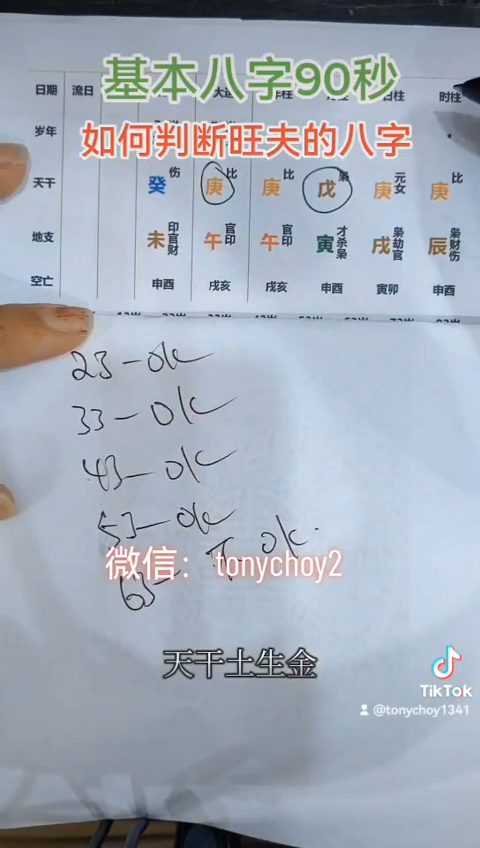 基本八字90秒
日期 流日 大运 日柱 时柱
如何判断旺夫的八字
岁年
天干 癸 伤 庚 比 庚 比 戊 枭 庚 元女 庚 比
地支 未 印官财 午 官印 午 官印 寅 才杀枭 戌 枭劫官 辰 枭财伤
空亡 申酉 戌亥 戌亥 申酉 寅卯 申酉
23-OK
33-OK
43-OK
53-OK
63- 不OK.
微信：tonychoy2
天干土生金
TikTok
@tonychoy1341